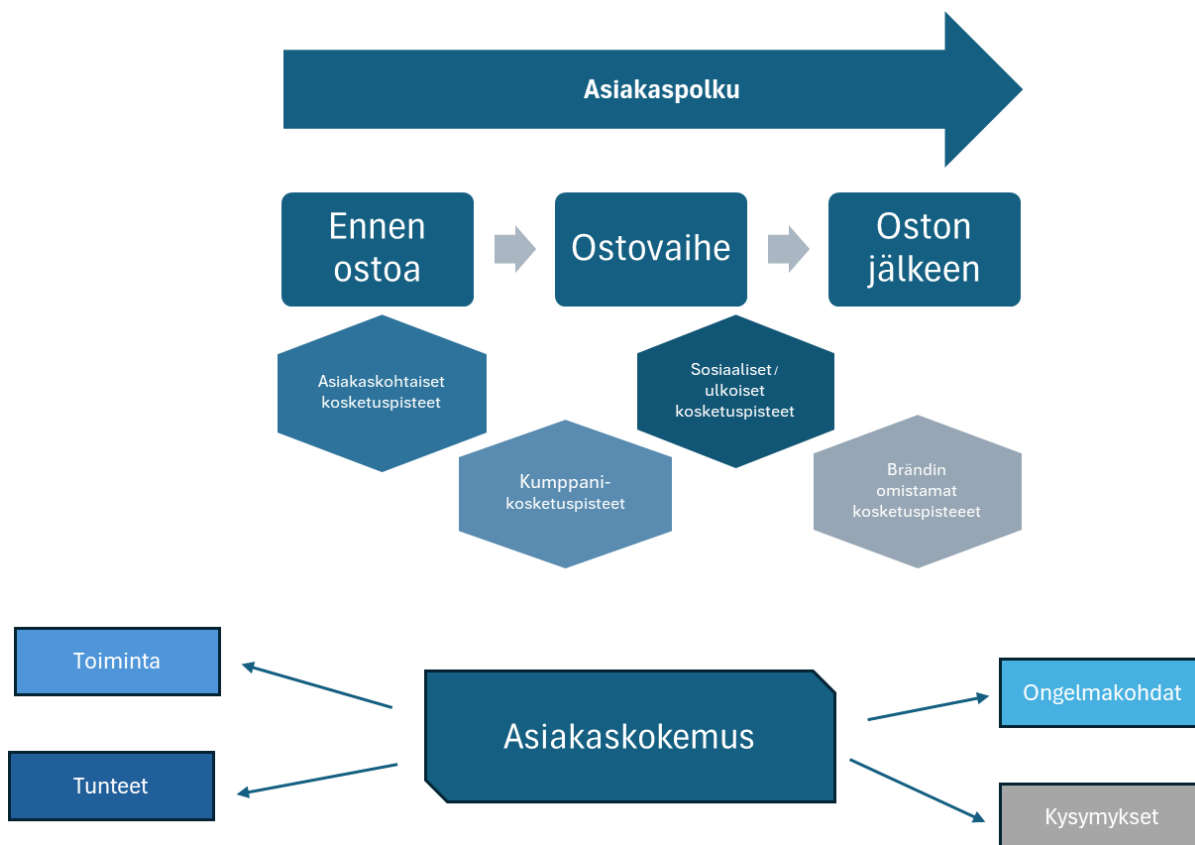 Asiakaspolku
Ennen
ostoa
Ostovaihe
Oston
jälkeen
Asiakaskohtaiset
kosketuspisteet
Kumppani-
kosketuspisteet
Sosiaaliset /
ulkoiset
kosketuspisteet
Brändin
omistamat
kosketuspisteeet
Toiminta
Tunteet
Asiakaskokemus
Ongelmakohdat
Kysymykset